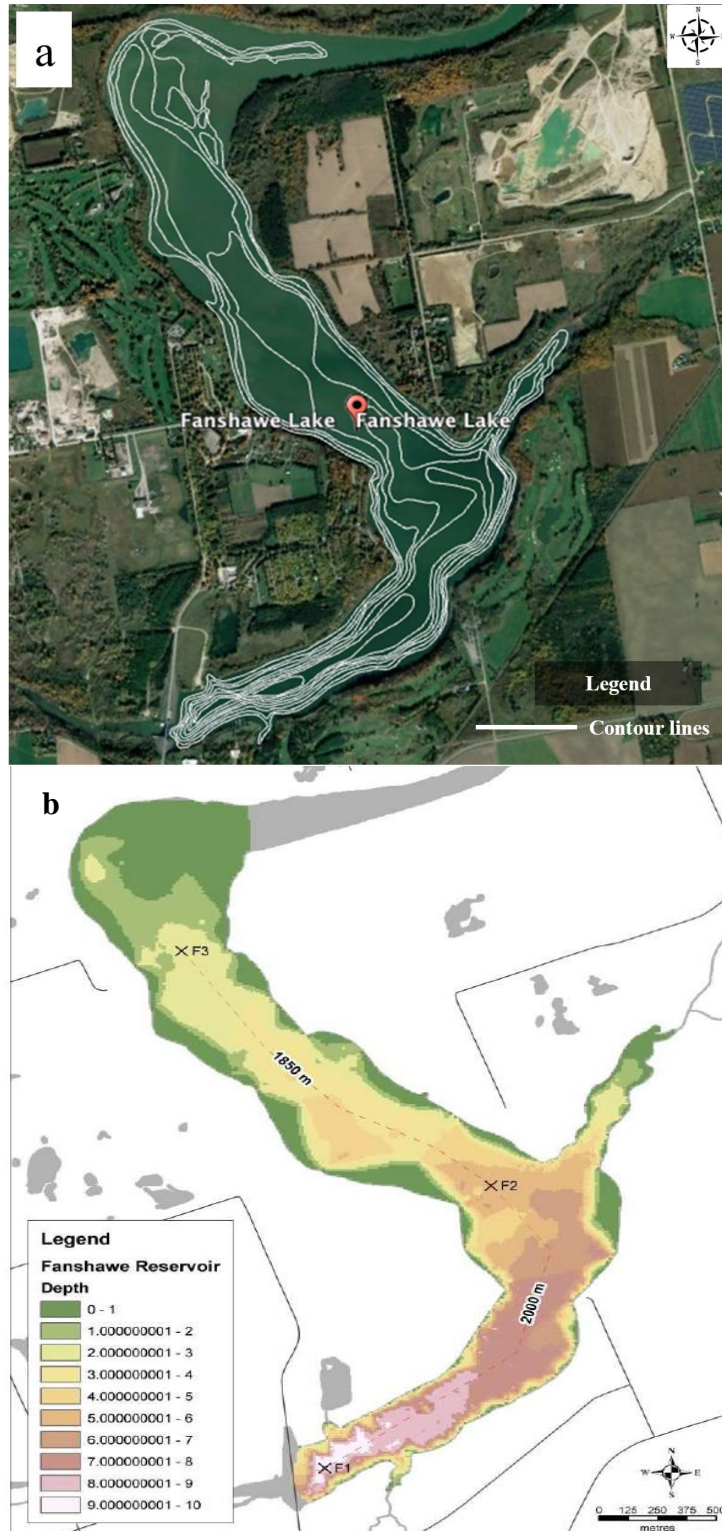 a
N
W
S
Fanshawe Lake
Fanshawe Lake
Legend
Contour lines
b
F3
1850 m
F2
2000 m
F1
Legend
Fanshawe Reservoir
Depth
0 - 1
1.000000001 - 2
2.000000001 - 3
3.000000001 - 4
4.000000001 - 5
5.000000001 - 6
6.000000001 - 7
7.000000001 - 8
8.000000001 - 9
9.000000001 - 10
N
W E
S
0 125 250 375 500
metres